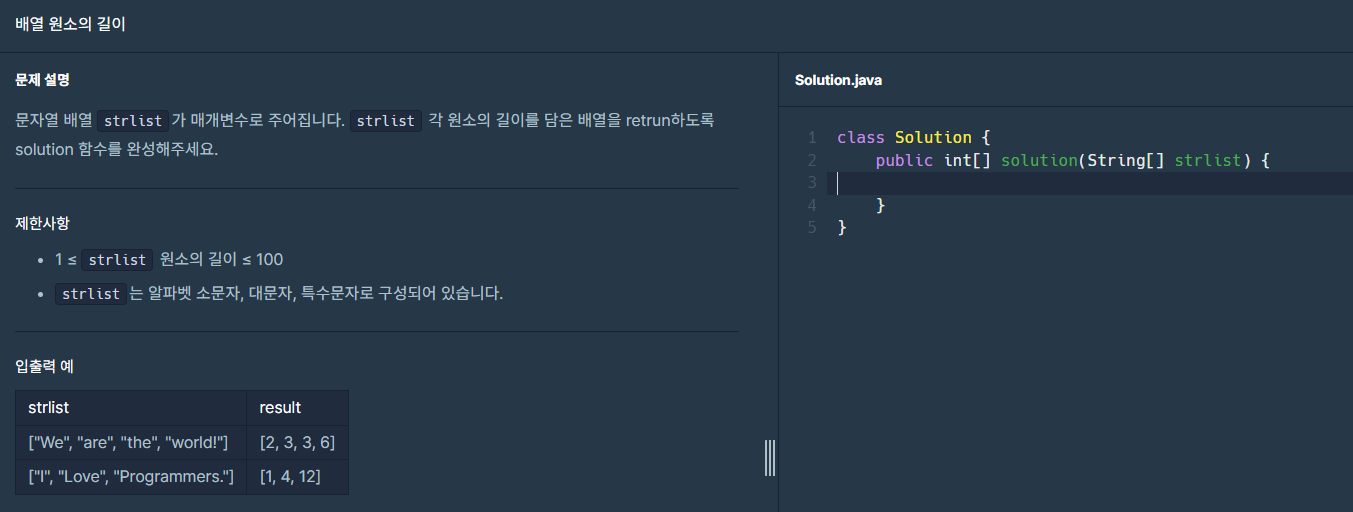 배열 원소의 길이
문제 설명
문자열 배열 strlist 가 매개변수로 주어집니다. strlist 각 원소의 길이를 담은 배열을 retrun하도록
solution 함수를 완성해주세요.
제한사항
• 1 ≤ strlist 원소의 길이 ≤ 100
• strlist 는 알파벳 소문자, 대문자, 특수문자로 구성되어 있습니다.
입출력 예
strlist result
["We", "are", "the", "world!"] [2, 3, 3, 6]
["I", "Love", "Programmers."] [1, 4, 12]
Solution.java
1 class Solution {
2 public int[] solution(String[] strlist) {
3
4 }
5 }